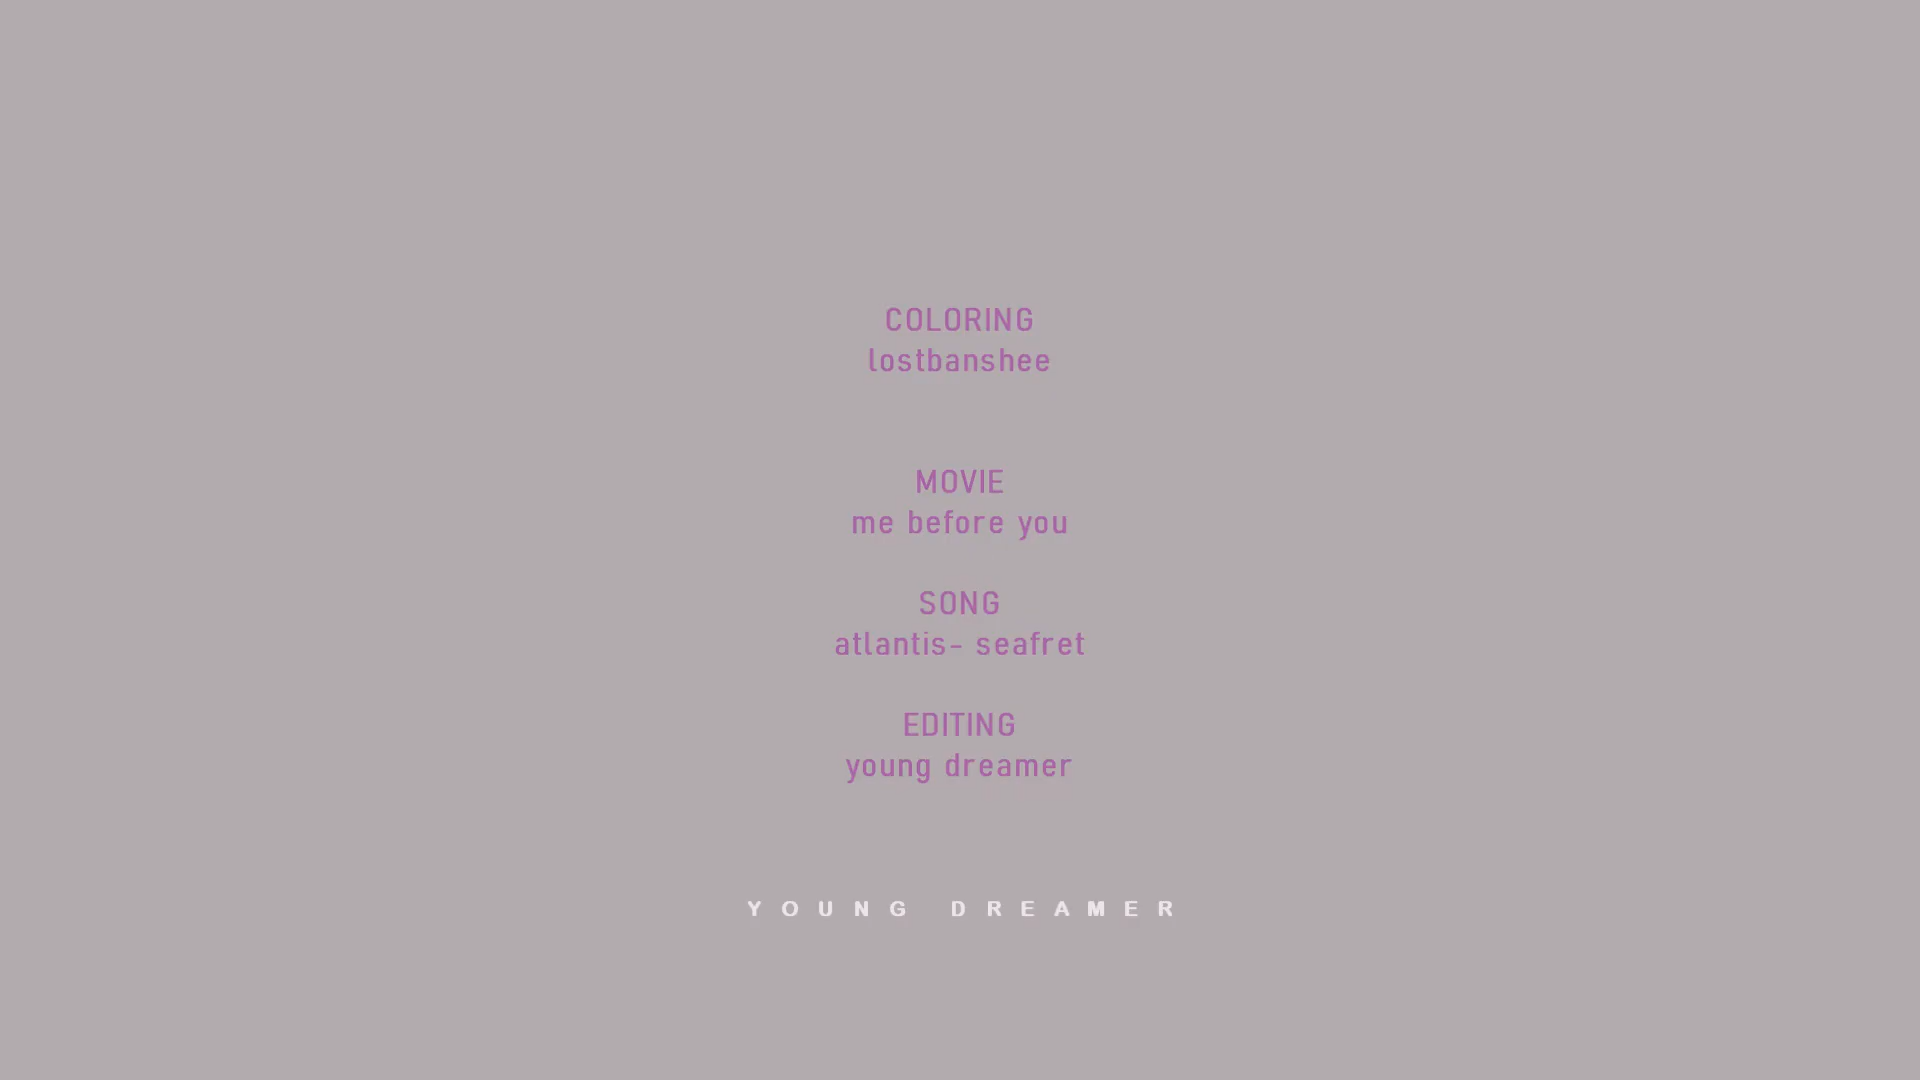 COLORING
lostbanshee
MOVIE
me before you
SONG
atlantis- seafret
EDITING
young dreamer
YOUNG DREAMER